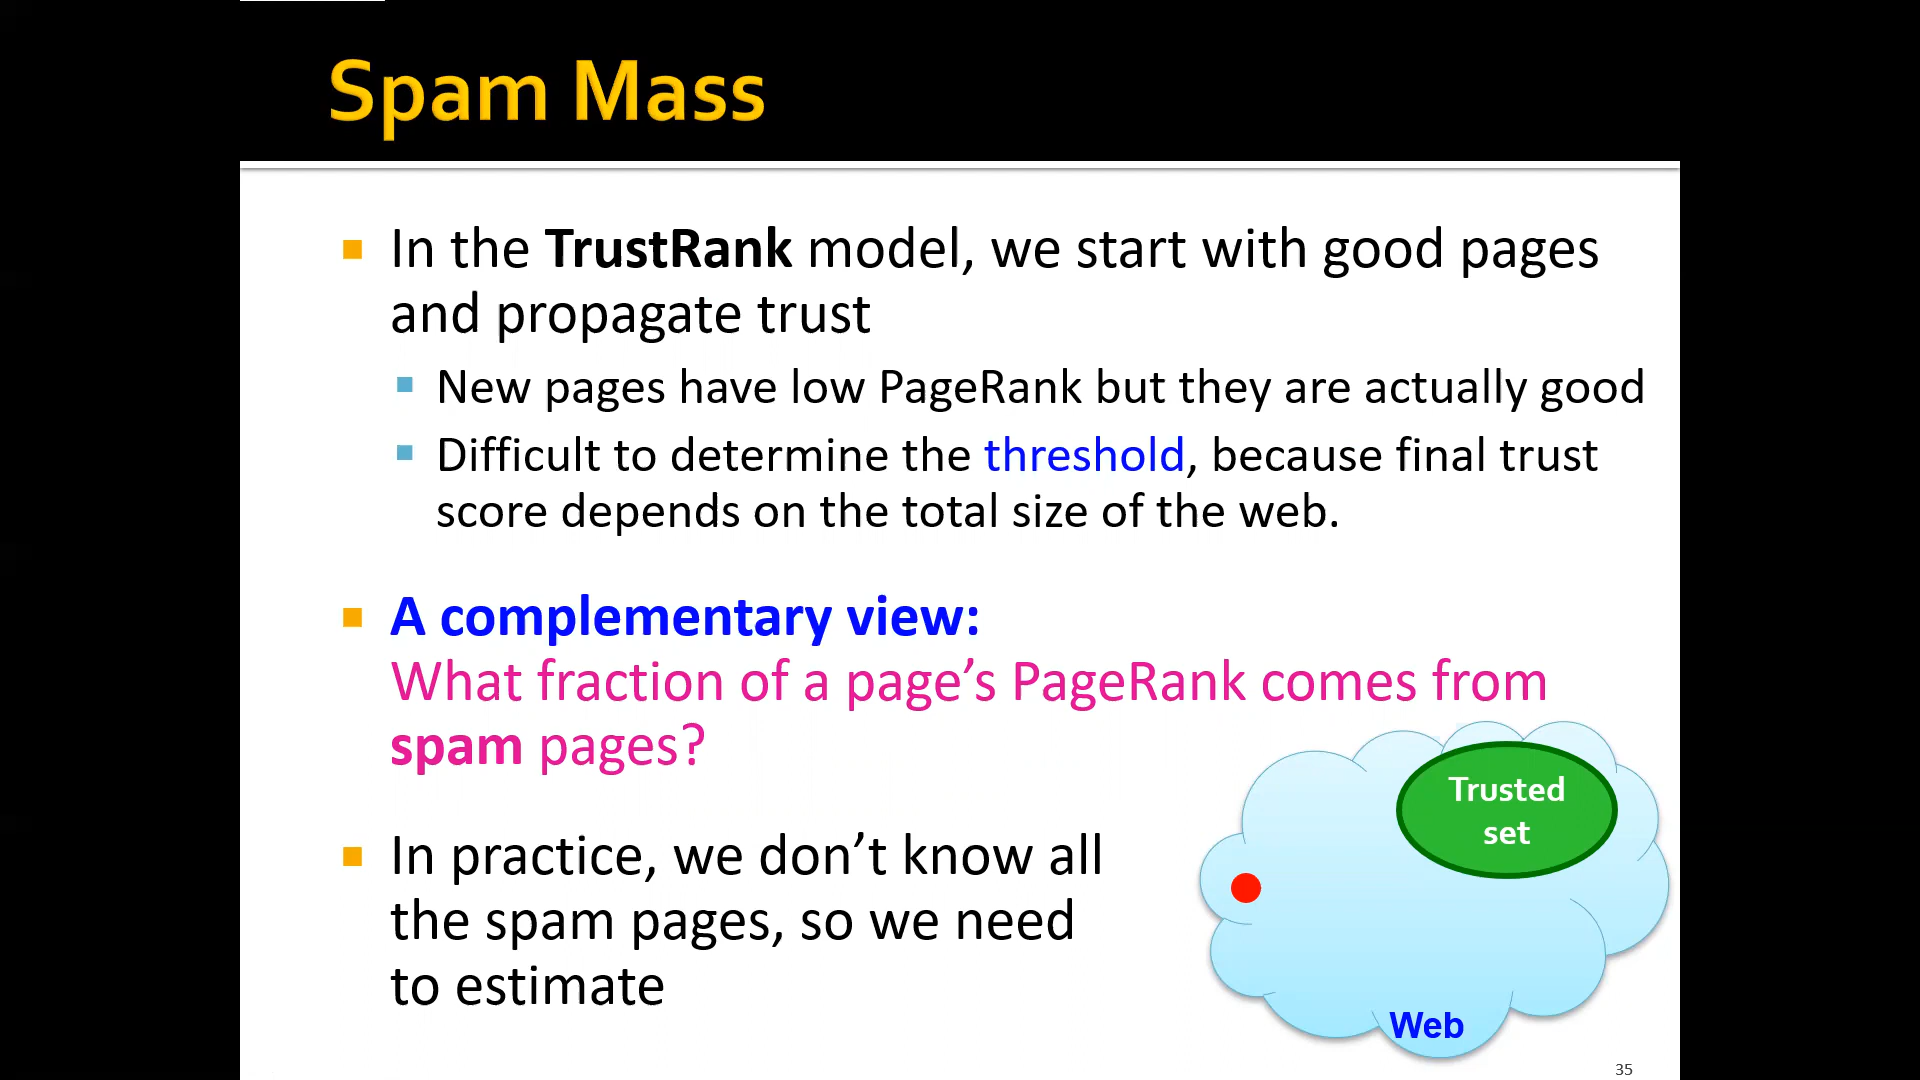 Spam Mass
In the TrustRank model, we start with good pages
and propagate trust
New pages have low PageRank but they are actually good
Difficult to determine the threshold, because final trust
score depends on the total size of the web.
A complementary view:
What fraction of a page’s PageRank comes from
spam pages?
In practice, we don’t know all
the spam pages, so we need
to estimate
Trusted
set
Web
35